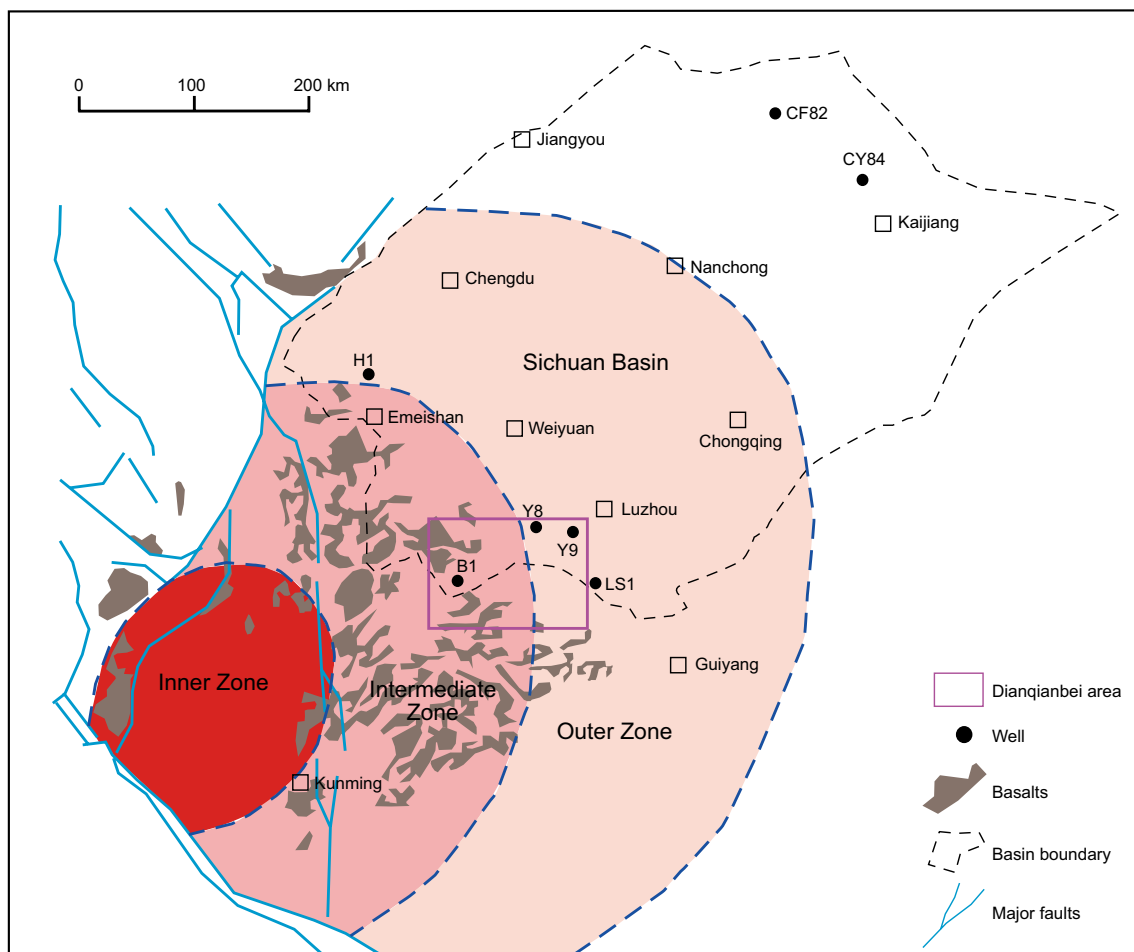 0 100 200 km
CF82
Jiangyou
CY84
Kaijiang
Nanchong
Chengdu
H1
Sichuan Basin
Emeishan
Weiyuan
Chongqing
Y8
Luzhou
Y9
B1
LS1
Guiyang
Inner Zone
Intermediate
Zone
Outer Zone
Kunming
Dianqianbei area
Well
Basalts
Basin boundary
Major faults